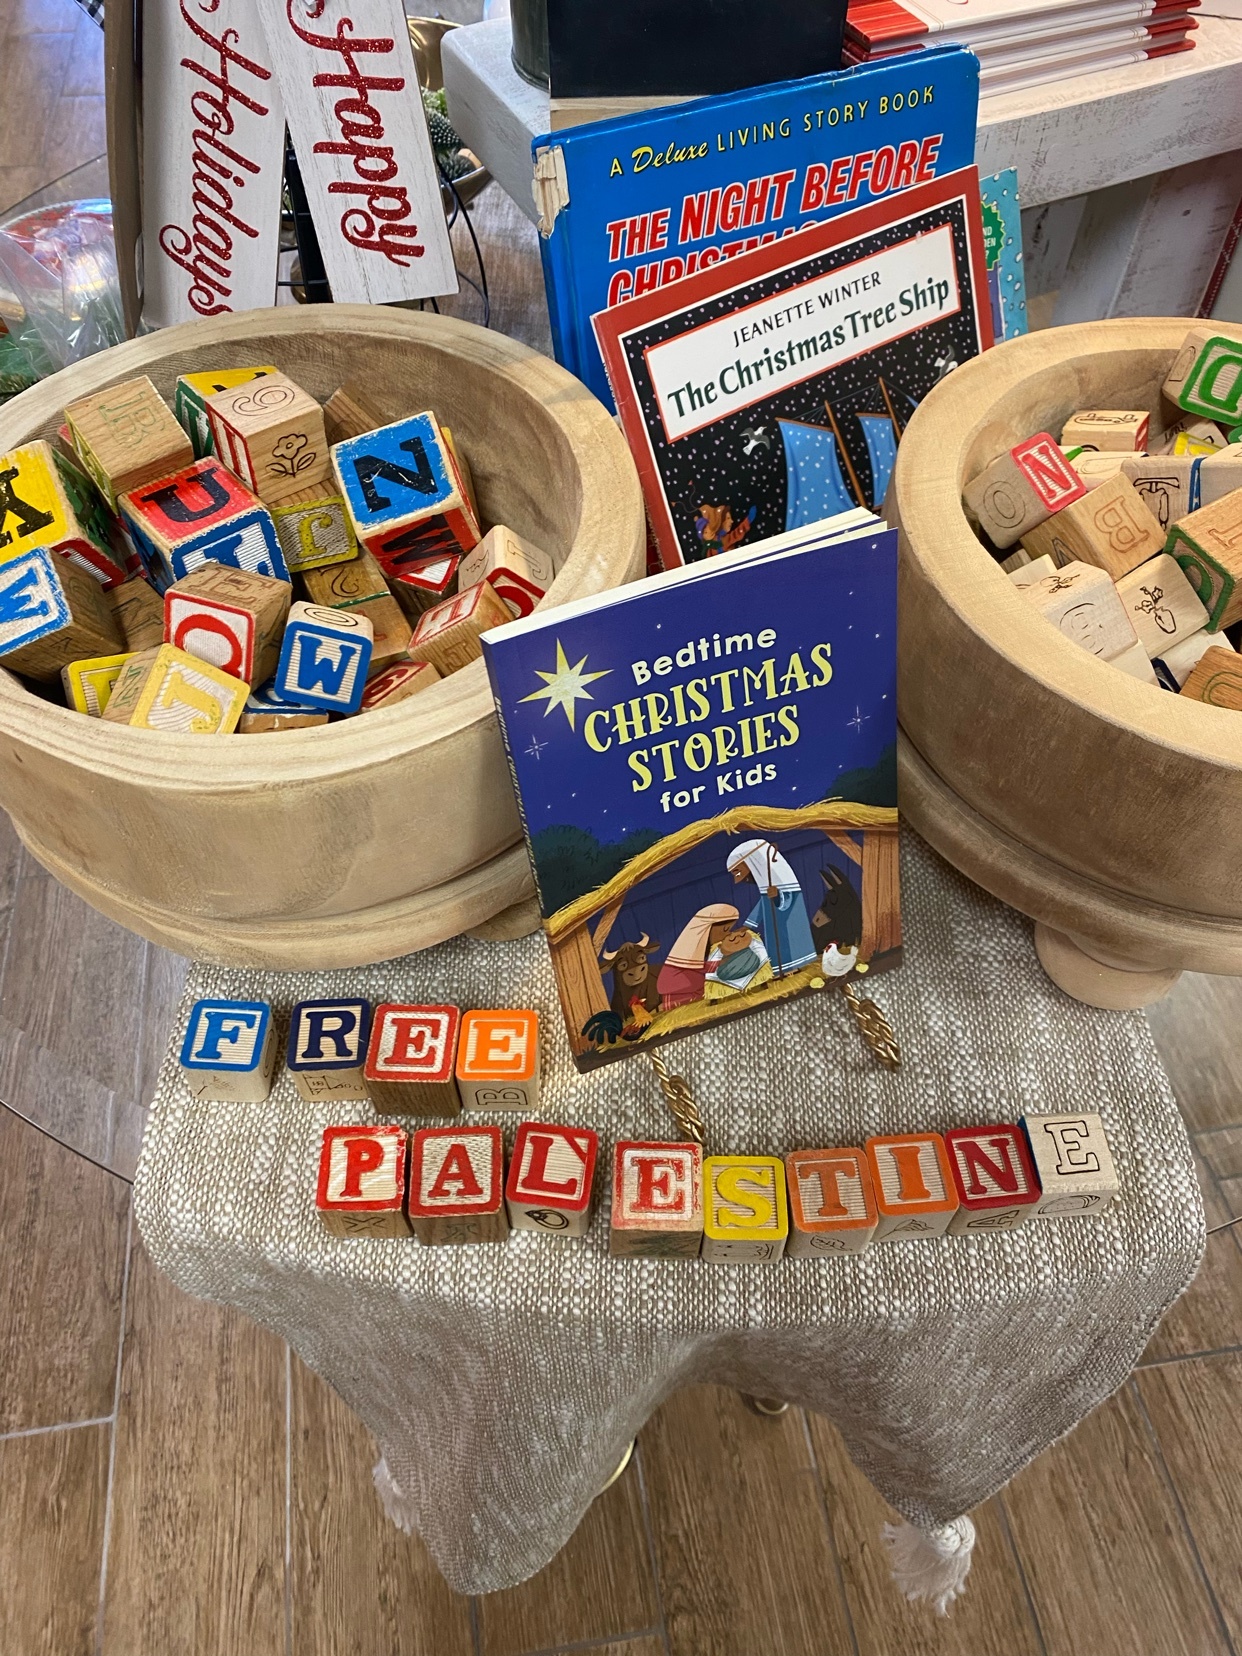 Happy
Holidays
A Deluxe LIVING STORY BOOK
THE NIGHT BEFORE
CHRISTMAS
JEANETTE WINTER
The Christmas Tree Ship
Bedtime
CHRISTMAS
STORIES
for Kids
FREE
PALESTINE